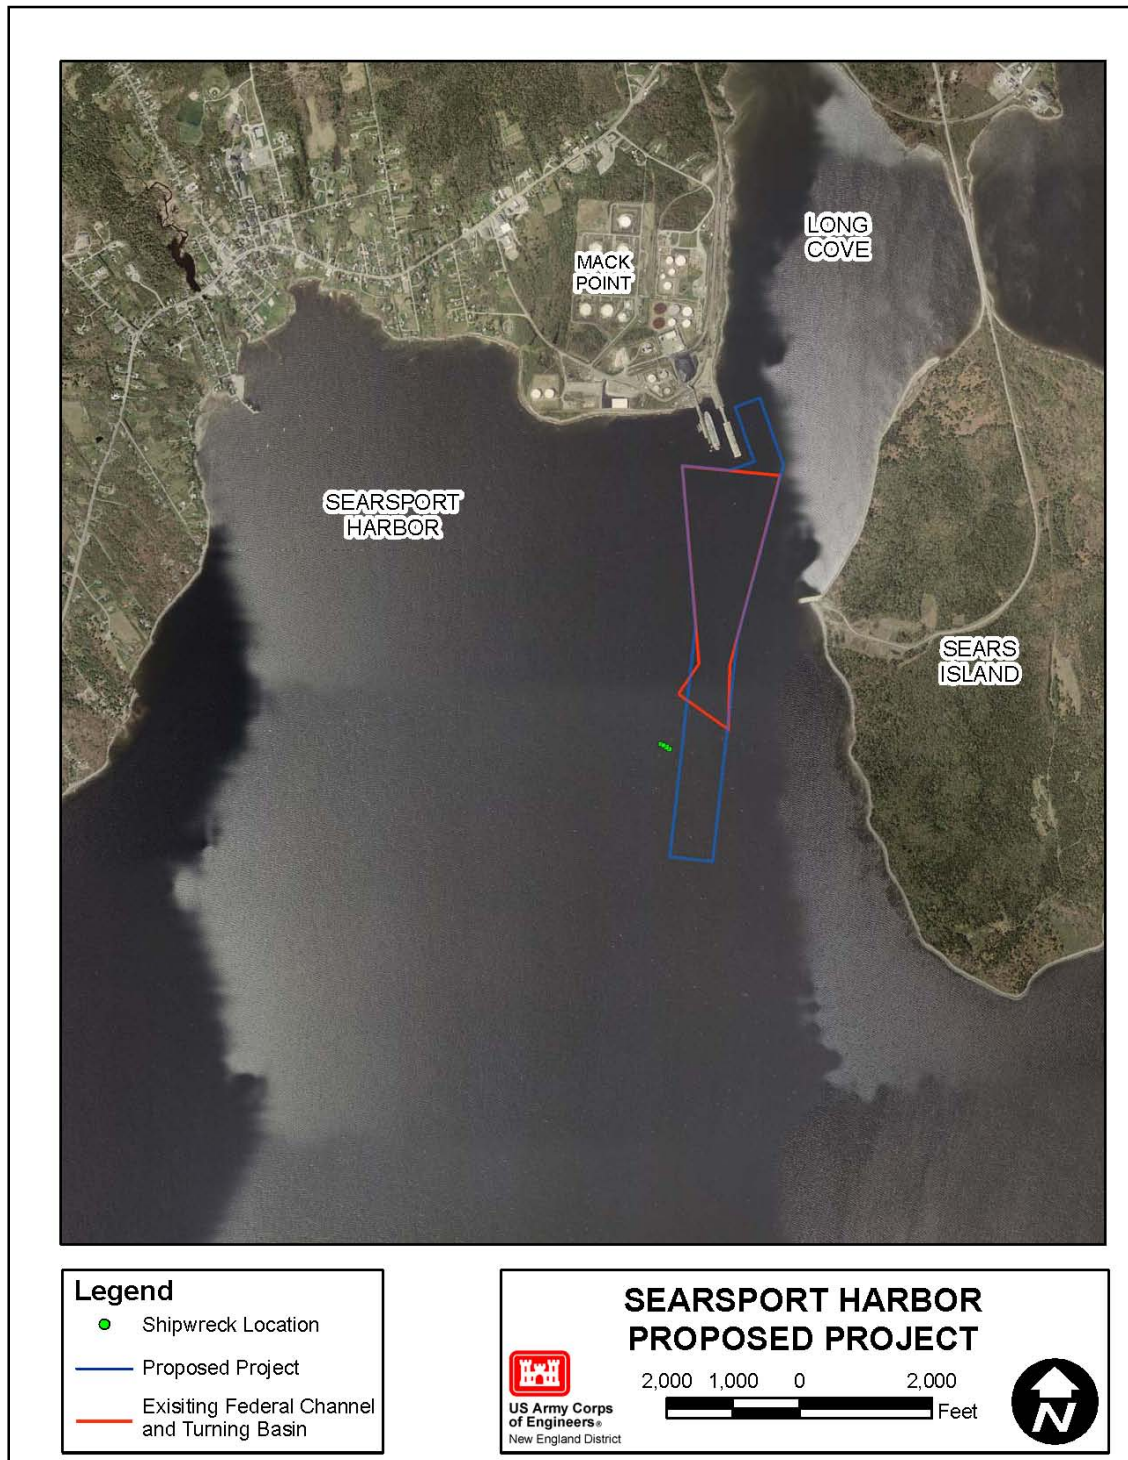 LONG
COVE
MACK
POINT
SEARSPORT
HARBOR
SEARS
ISLAND
Legend
Shipwreck Location
Proposed Project
Exisiting Federal Channel
and Turning Basin
SEARSPORT HARBOR
PROPOSED PROJECT
US Army Corps
of Engineers®
New England District
2,000 1,000 0 2,000
Feet
N